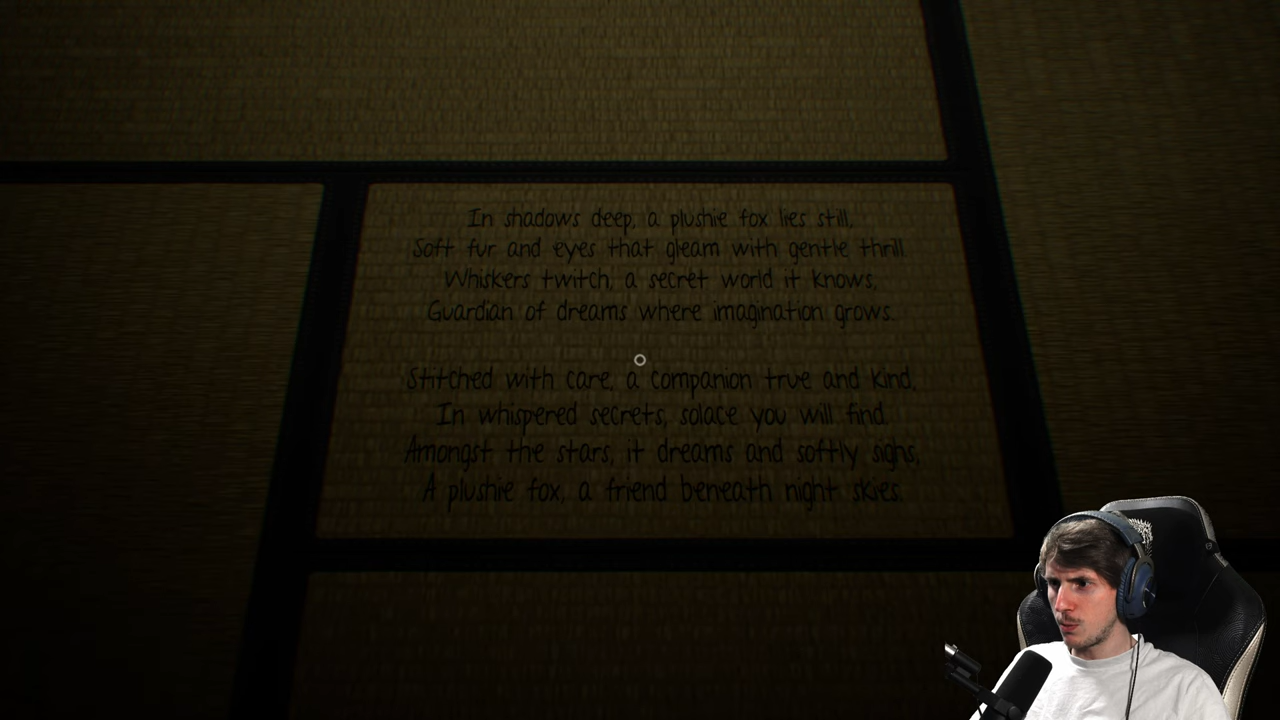 In shadows deep, a plushie fox lies still,
Soft fur and eyes that gleam with gentle thrill.
Whiskers twitch, a secret world it knows,
Guardian of dreams where imagination grows.
Stitched with care, a companion true and kind,
In whispered secrets, solace you will find.
Amongst the stars, it dreams and softly sighs,
A plushie fox, a friend beneath night skies.